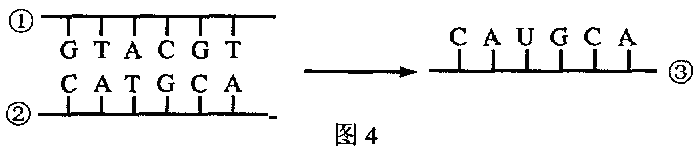 ①
G T A C G T
C A T G C A
②
C A U G C A
③
图 4